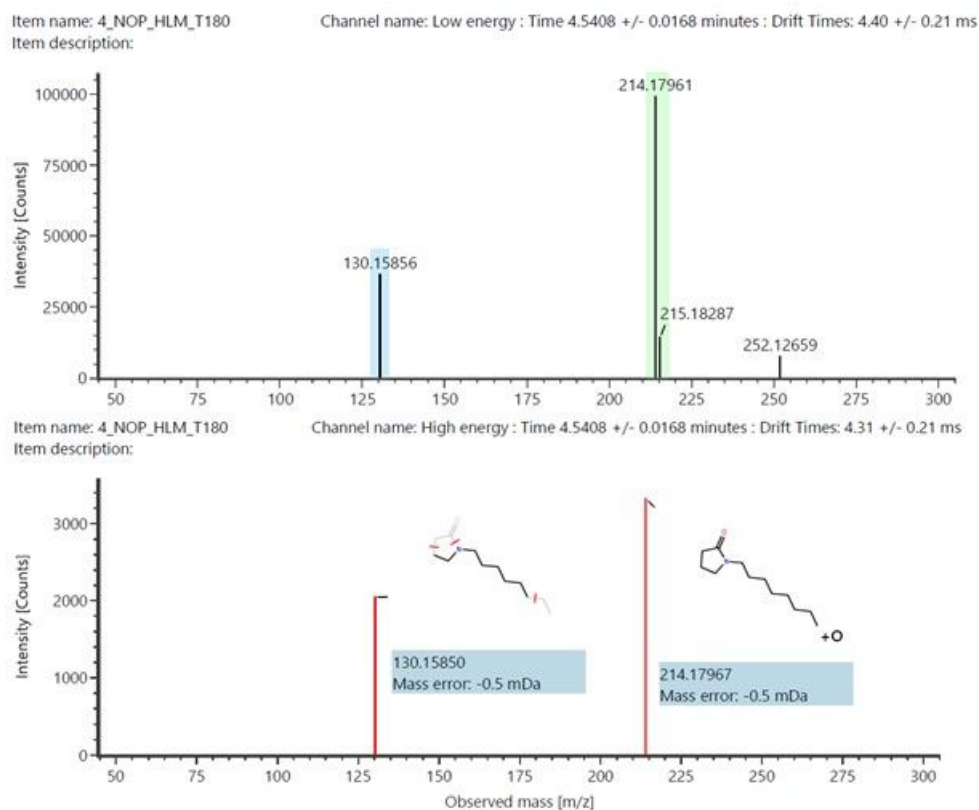 Item name: 4_NOP_HLM_T180 Channel name: Low energy : Time 4.5408 +/- 0.0168 minutes : Drift Times: 4.40 +/- 0.21 ms
Item description:
214.17961
100000
75000
Intensity [Counts]
50000
130.15856
25000
215.18287
252.12659
0
50 75 100 125 150 175 200 225 250 275 300
Item name: 4_NOP_HLM_T180 Channel name: High energy : Time 4.5408 +/- 0.0168 minutes : Drift Times: 4.31 +/- 0.21 ms
Item description:
3000
O
N
N
2000
+O
Intensity [Counts]
130.15850
Mass error: -0.5 mDa
214.17967
Mass error: -0.5 mDa
1000
0
50 75 100 125 150 175 200 225 250 275 300
Observed mass [m/z]